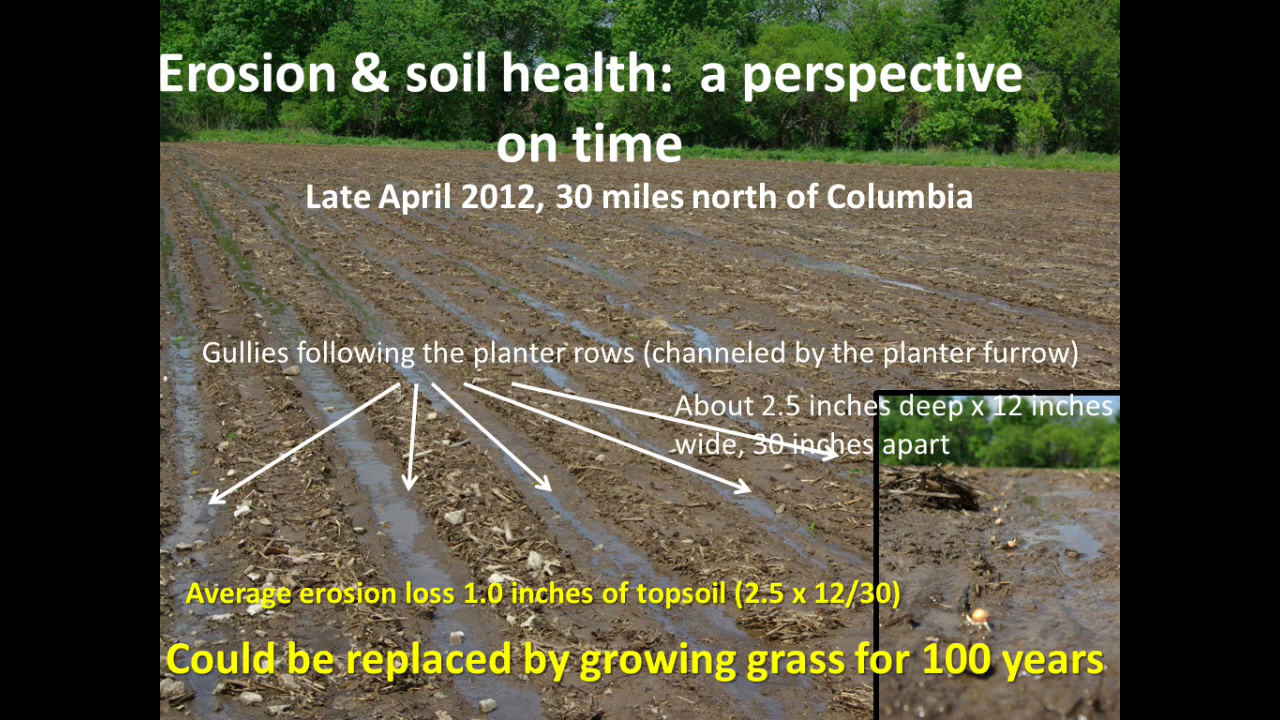 Erosion & soil health:  a perspective
on time
Late April 2012, 30 miles north of Columbia
Gullies following the planter rows (channeled by the planter furrow)
About 2.5 inches deep x 12 inches
wide, 30 inches apart
Average erosion loss 1.0 inches of topsoil (2.5 x 12/30)
Could be replaced by growing grass for 100 years